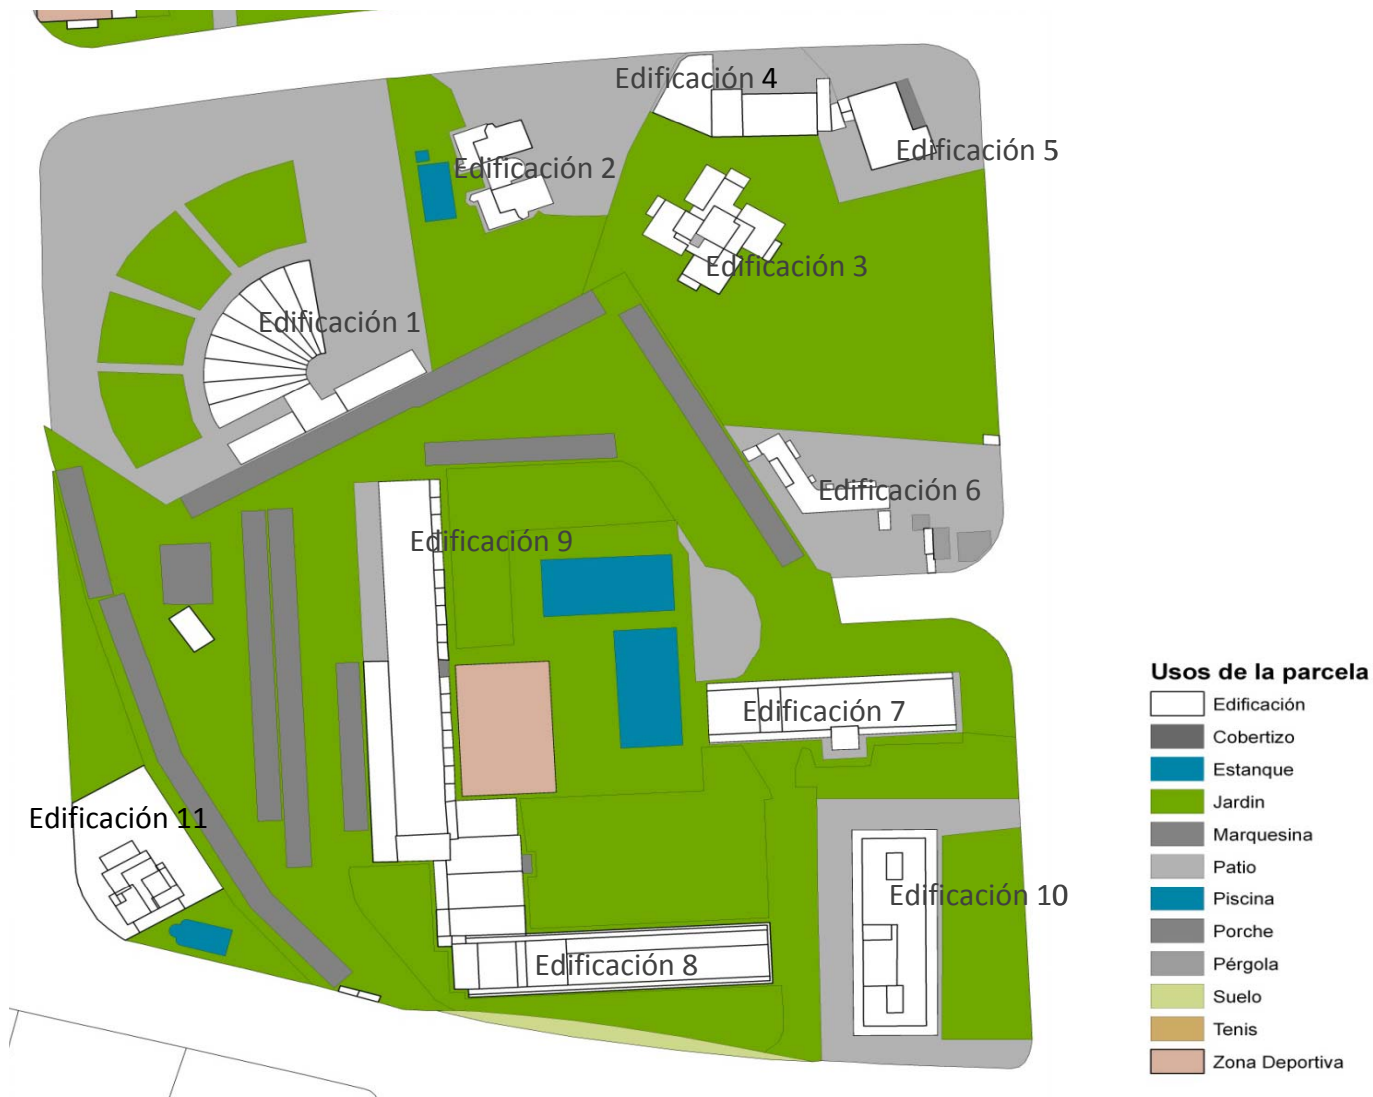 Edificación 4
Edificación 5
Edificación 2
Edificación 3
Edificación 1
Edificación 6
Edificación 9
Edificación 7
Edificación 11
Edificación 10
Edificación 8
Usos de la parcela
Edificación
Cobertizo
Estanque
Jardin
Marquesina
Patio
Piscina
Porche
Pérgola
Suelo
Tenis
Zona Deportiva